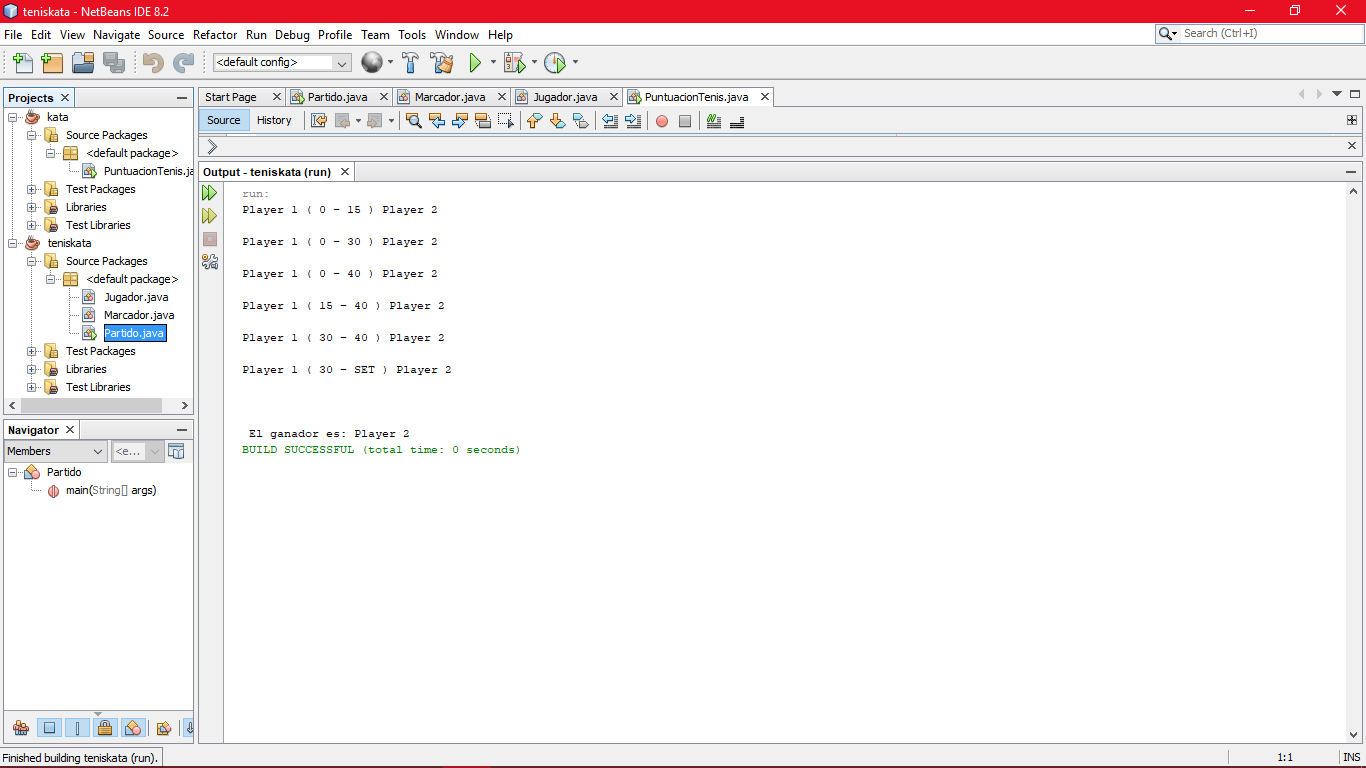 teniskata - NetBeans IDE 8.2
File Edit View Navigate Source Refactor Run Debug Profile Team Tools Window Help
Search (Ctrl+I)
<default config>
Projects
kata
Source Packages
<default package>
PuntuacionTenis.ja
Test Packages
Libraries
Test Libraries
teniskata
Source Packages
<default package>
Jugador.java
Marcador.java
Partido.java
Test Packages
Libraries
Test Libraries
Navigator
Members
<e...
Partido
main(String[] args)
Start Page Partido.java Marcador.java Jugador.java PuntuacionTenis.java
Source History
Output - teniskata (run)
run:
Player 1 ( 0 - 15 ) Player 2
Player 1 ( 0 - 30 ) Player 2
Player 1 ( 0 - 40 ) Player 2
Player 1 ( 15 - 40 ) Player 2
Player 1 ( 30 - 40 ) Player 2
Player 1 ( 30 - SET ) Player 2
El ganador es: Player 2
BUILD SUCCESSFUL (total time: 0 seconds)
Finished building teniskata (run).
1:1 INS